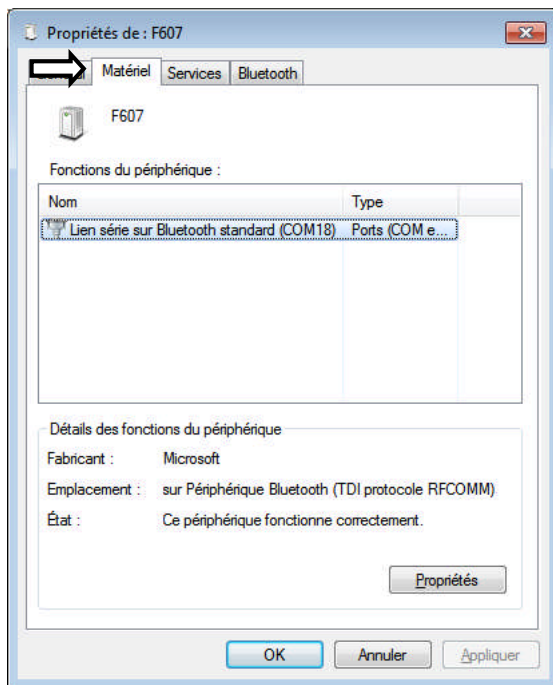 Propriétés de : F607
Matériel
Services
Bluetooth
F607
Fonctions du périphérique :
Nom Type
Lien série sur Bluetooth standard (COM18) Ports (COM e...
Détails des fonctions du périphérique
Fabricant : Microsoft
Emplacement : sur Périphérique Bluetooth (TDI protocole RFCOMM)
État : Ce périphérique fonctionne correctement.
Propriétés
OK Annuler Appliquer